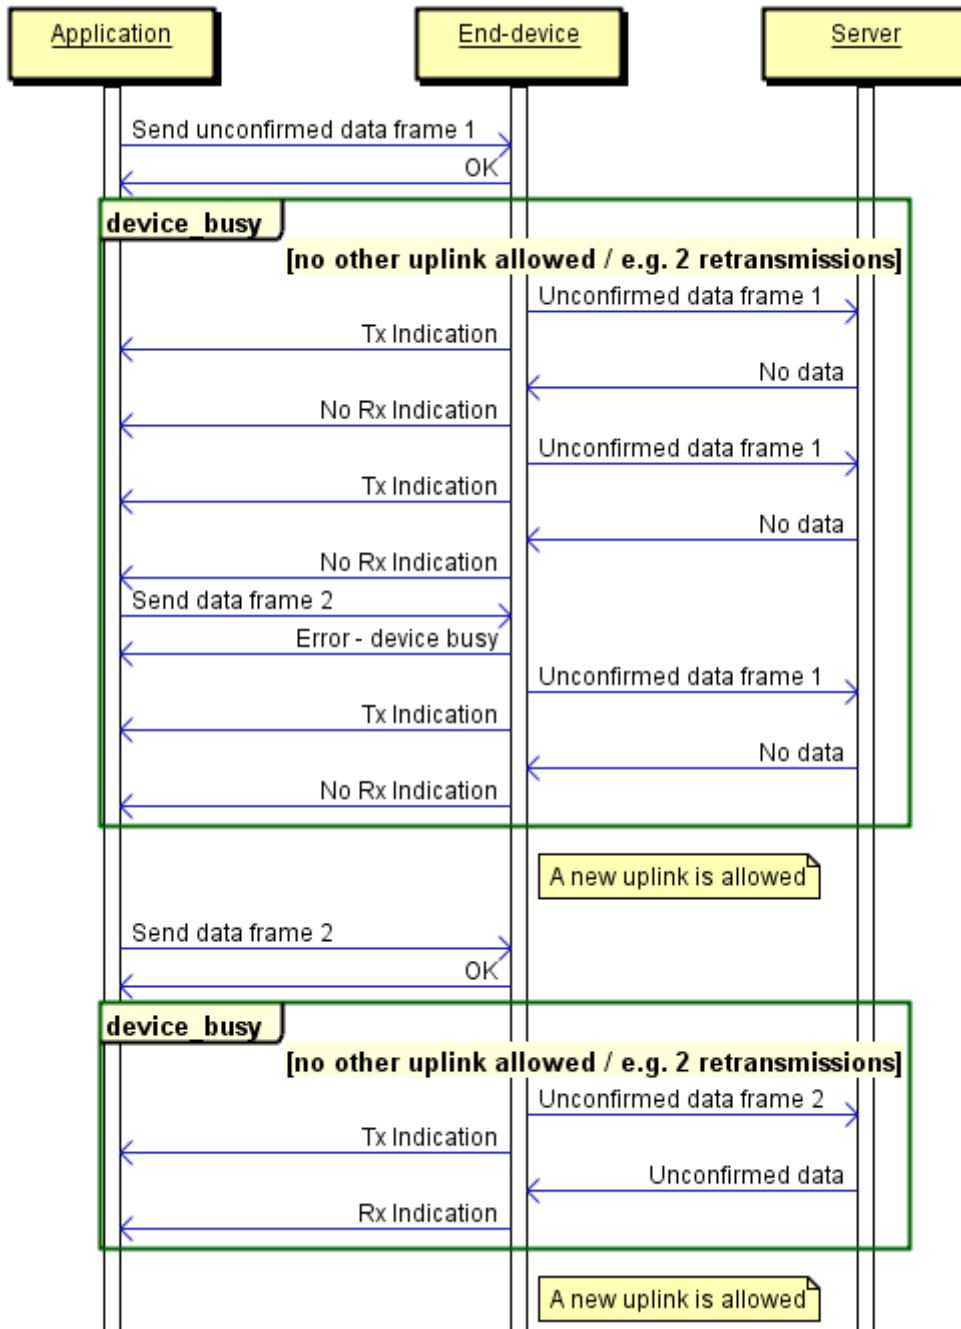 Application
End-device
Server
Send unconfirmed data frame 1
OK
device_busy
[no other uplink allowed / e.g. 2 retransmissions]
Unconfirmed data frame 1
Tx Indication
No data
No Rx Indication
Unconfirmed data frame 1
Tx Indication
No data
No Rx Indication
Send data frame 2
Error - device busy
Unconfirmed data frame 1
Tx Indication
No data
No Rx Indication
A new uplink is allowed
Send data frame 2
OK
device_busy
[no other uplink allowed / e.g. 2 retransmissions]
Unconfirmed data frame 2
Tx Indication
Unconfirmed data
Rx Indication
A new uplink is allowed